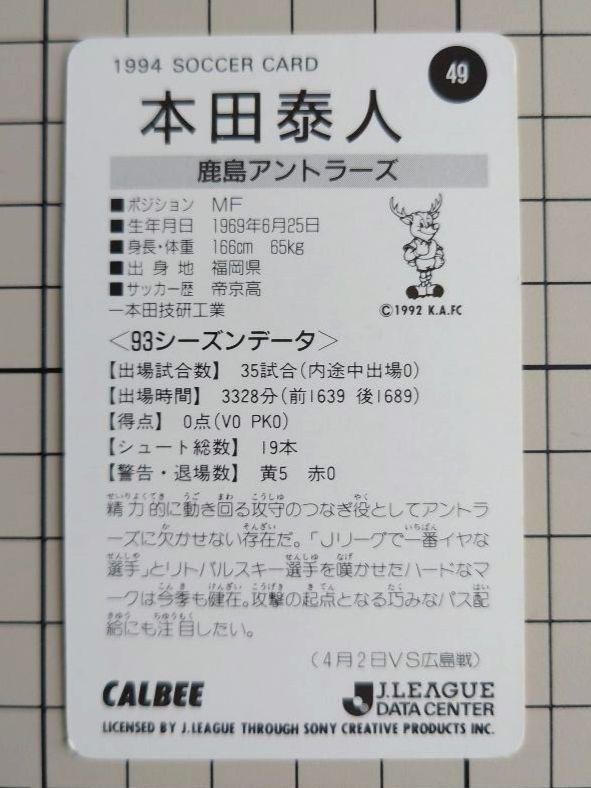 1994 SOCCER CARD
49
本田泰人
鹿島アントラーズ
■ポジション MF
■生年月日 1969年6月25日
■身長・体重 166cm 65kg
■出身地 福岡県
■サッカー歴 帝京高
―本田技研工業
©1992 K.A.FC
<93シーズンデータ>
【出場試合数】 35試合(内途中出場0)
【出場時間】 3328分(前1639 後1689)
【得点】 0点(V0 PK0)
【シュート総数】 19本
【警告・退場数】 黄5 赤0
精力的に動き回る攻守のつなぎ役としてアントラ
ーズに欠かせない存在だ。「Jリーグで一番イヤな
選手」とリトバルスキー選手を嘆かせたハードなマ
ークは今季も健在。攻撃の起点となる巧みなパス配
給にも注目したい。
(4月2日VS広島戦)
CALBEE
J.LEAGUE
DATA CENTER
LICENSED BY J.LEAGUE THROUGH SONY CREATIVE PRODUCTS INC.